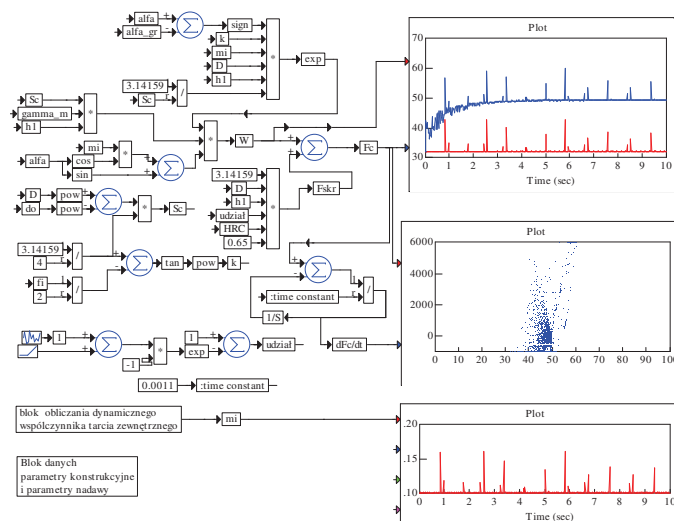 alfa
alfa_gr
sign
k
mi
D
h1
*
exp
3.14159
Sc
l
r
/
Sc
gamma_m
h1
*
*
W
Fc
mi
alfa
cos
sin
*
D
do
pow
pow
*
Sc
3.14159
D
h1
udział
HRC
0.65
*
Fskr
3.14159
4
l
r
/
fi
2
l
r
/
tan
pow
k
:time constant
l
r
/
1/S
dFc/dt
1
-1
*
1
exp
udział
0.0011
:time constant
blok obliczania dynamicznego
współczynnika tarcia zewnętrznego
mi
Blok danych
parametry konstrukcyjne
i parametry nadawy
Plot
70
60
50
40
30
0 1 2 3 4 5 6 7 8 9 10
Time (sec)
Plot
6000
4000
2000
0
0 10 20 30 40 50 60 70 80 90 100
Plot
.20
.15
.10
0 1 2 3 4 5 6 7 8 9 10
Time (sec)